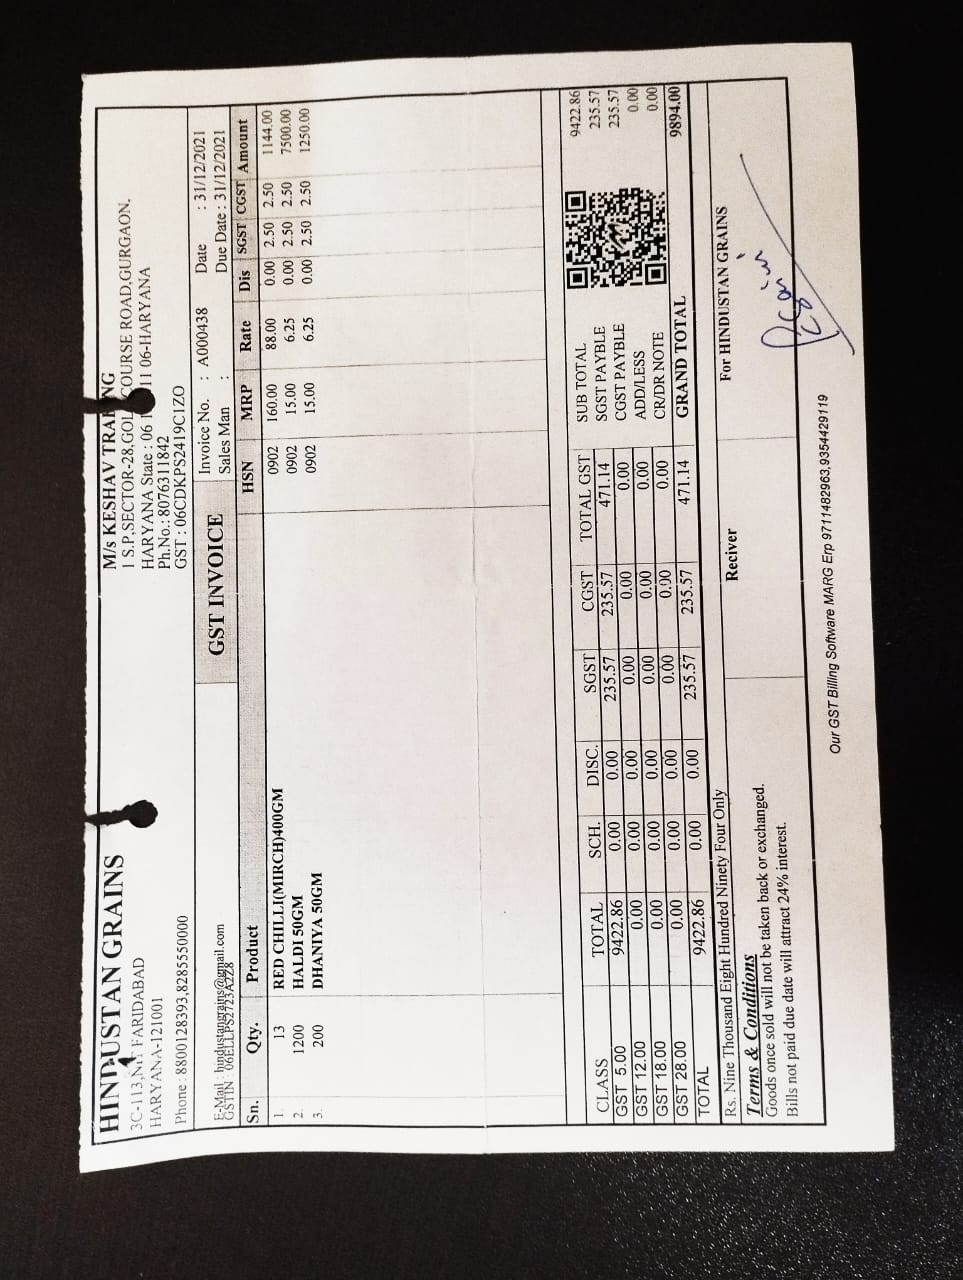 HINDUSTAN GRAINS
3C-113,NIT FARIDABAD
HARYANA-121001
Phone : 8800128393,8285550000
M/s KESHAV TRADING
1 S.P,SECTOR-28,GOLF COURSE ROAD,GURGAON.
HARYANA State : 06 11 06-HARYANA
Ph.No.: 8076311842
GST : 06CDKPS2419C1ZO
E-Mail : hindustangrains@gmail.com
GSTIN : 06ELLPS2723A2Z8
GST INVOICE
Invoice No. : A000438 Date : 31/12/2021
Sales Man : Due Date : 31/12/2021
Sn. Qty. Product HSN MRP Rate Dis SGST CGST Amount
1. 13 RED CHILLI(MIRCH)400GM 0902 160.00 88.00 0.00 2.50 2.50 1144.00
2. 1200 HALDI 50GM 0902 15.00 6.25 0.00 2.50 2.50 7500.00
3. 200 DHANIYA 50GM 0902 15.00 6.25 0.00 2.50 2.50 1250.00
CLASS TOTAL SCH. DISC. SGST CGST TOTAL GST
GST 5.00 9422.86 0.00 0.00 235.57 235.57 471.14
GST 12.00 0.00 0.00 0.00 0.00 0.00 0.00
GST 18.00 0.00 0.00 0.00 0.00 0.00 0.00
GST 28.00 0.00 0.00 0.00 0.00 0.00 0.00
TOTAL 9422.86 0.00 0.00 235.57 235.57 471.14
SUB TOTAL 9422.86
SGST PAYBLE 235.57
CGST PAYBLE 235.57
ADD/LESS 0.00
CR/DR NOTE 0.00
GRAND TOTAL 9894.00
Rs. Nine Thousand Eight Hundred Ninety Four Only
Terms & Conditions
Goods once sold will not be taken back or exchanged.
Bills not paid due date will attract 24% interest.
Reciver
For HINDUSTAN GRAINS
Our GST Billing Software MARG Erp 9711482963,9354429119